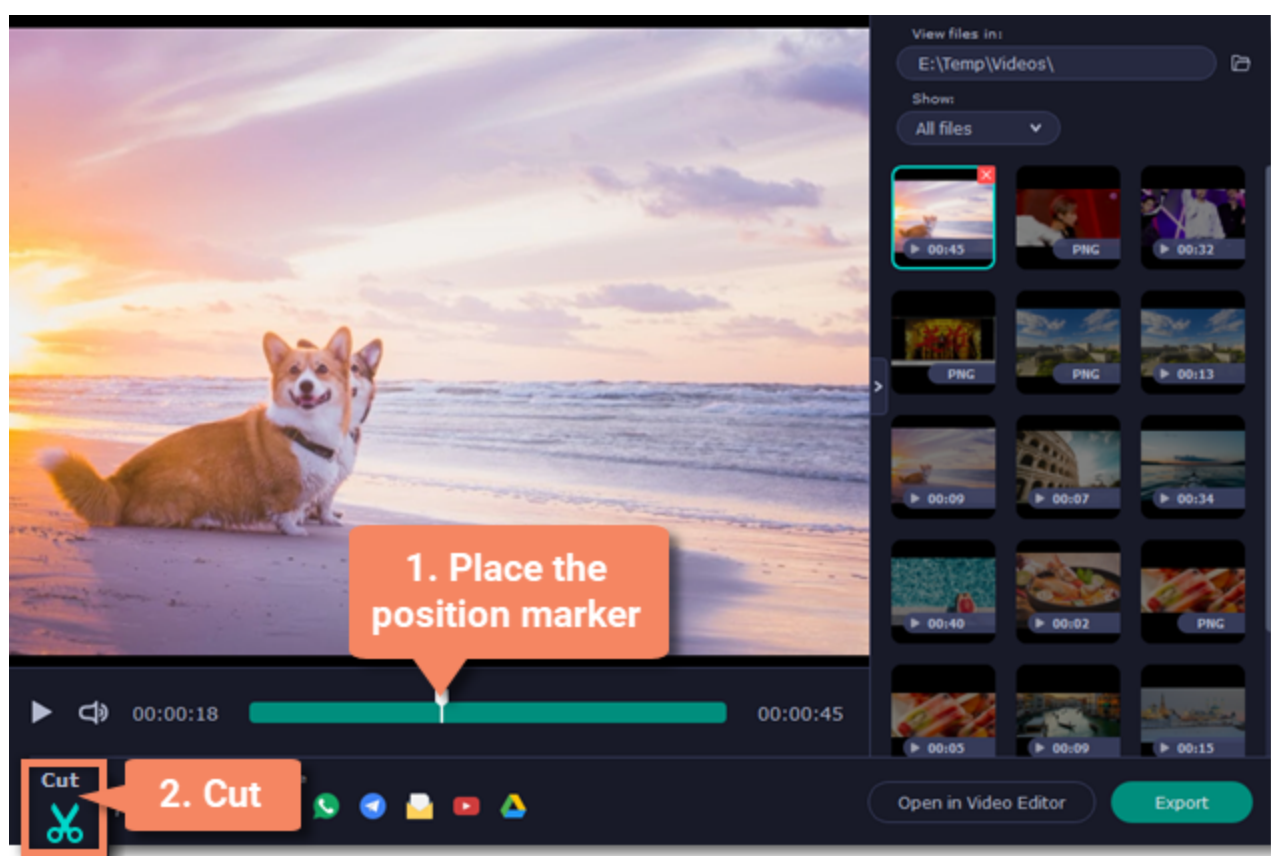 View files in:
E:\Temp\Videos\
Show:
All files
00:45
PNG
00:32
PNG
PNG
00:13
00:09
00:07
00:34
00:40
00:02
PNG
00:05
00:09
00:15
1. Place the
position marker
00:00:18
00:00:45
Cut
2. Cut
Open in Video Editor
Export